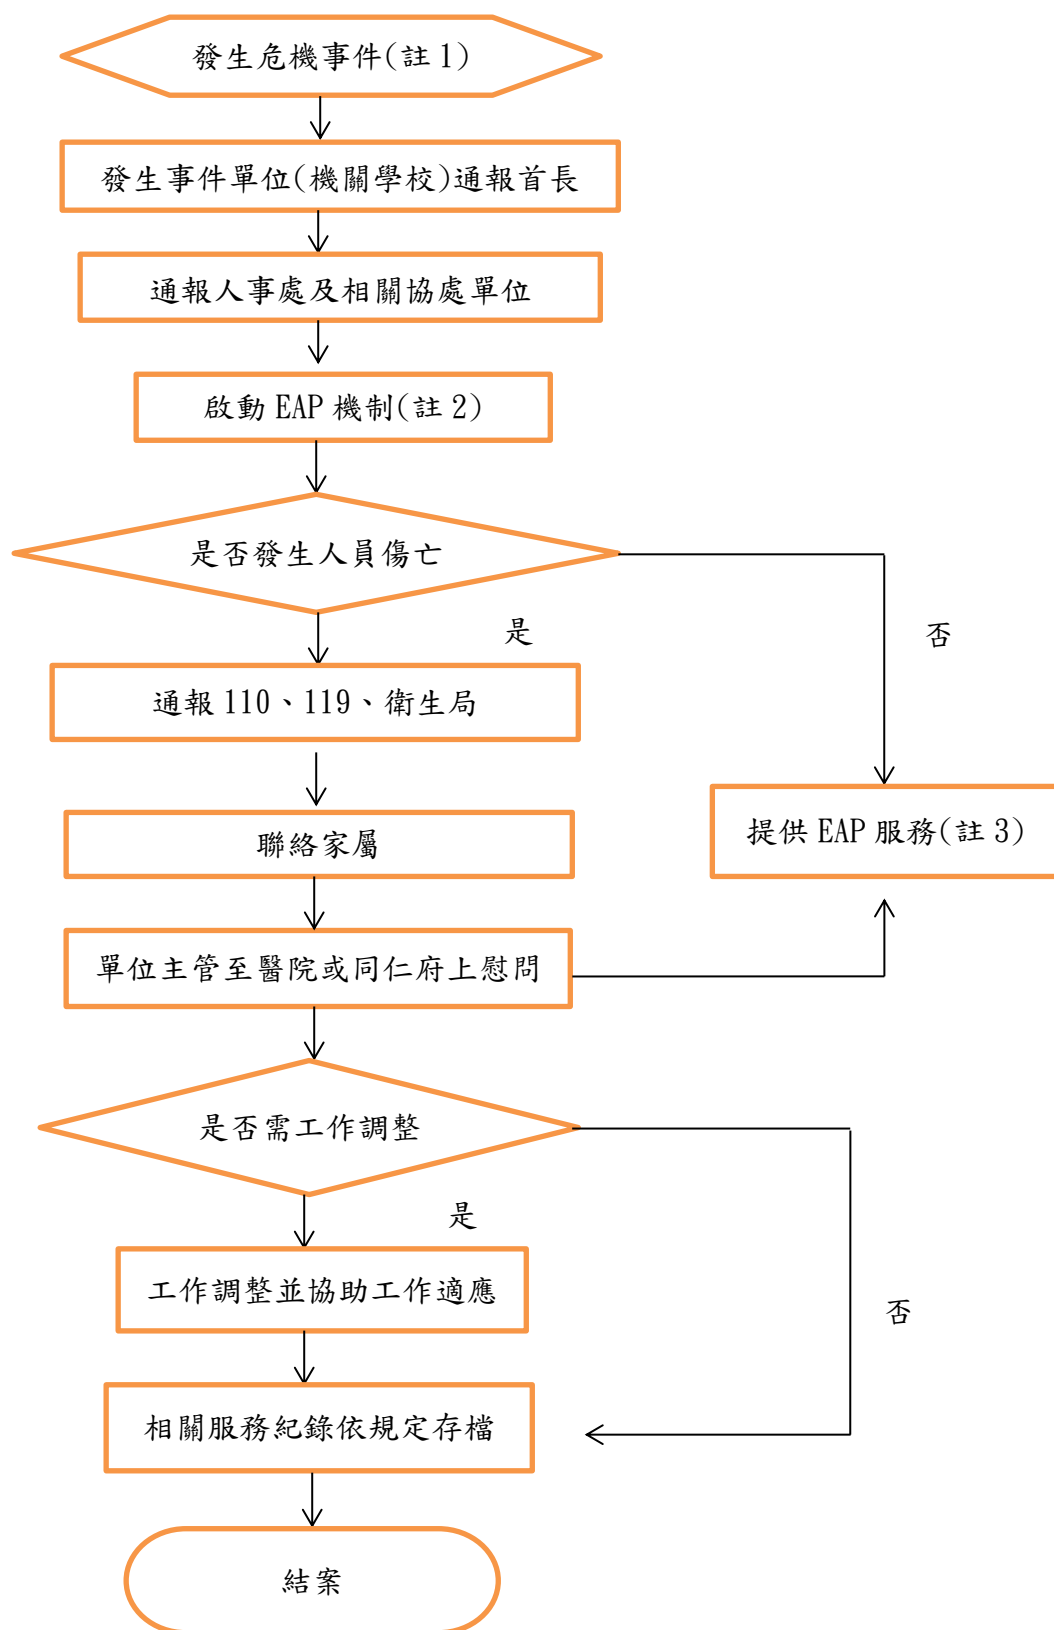 發生危機事件(註 1)
發生事件單位(機關學校)通報首長
通報人事處及相關協處單位
啟動 EAP 機制(註 2)
是否發生人員傷亡
是
否
通報 110、119、衛生局
提供 EAP 服務(註 3)
聯絡家屬
單位主管至醫院或同仁府上慰問
是否需工作調整
是
工作調整並協助工作適應
否
相關服務紀錄依規定存檔
結案